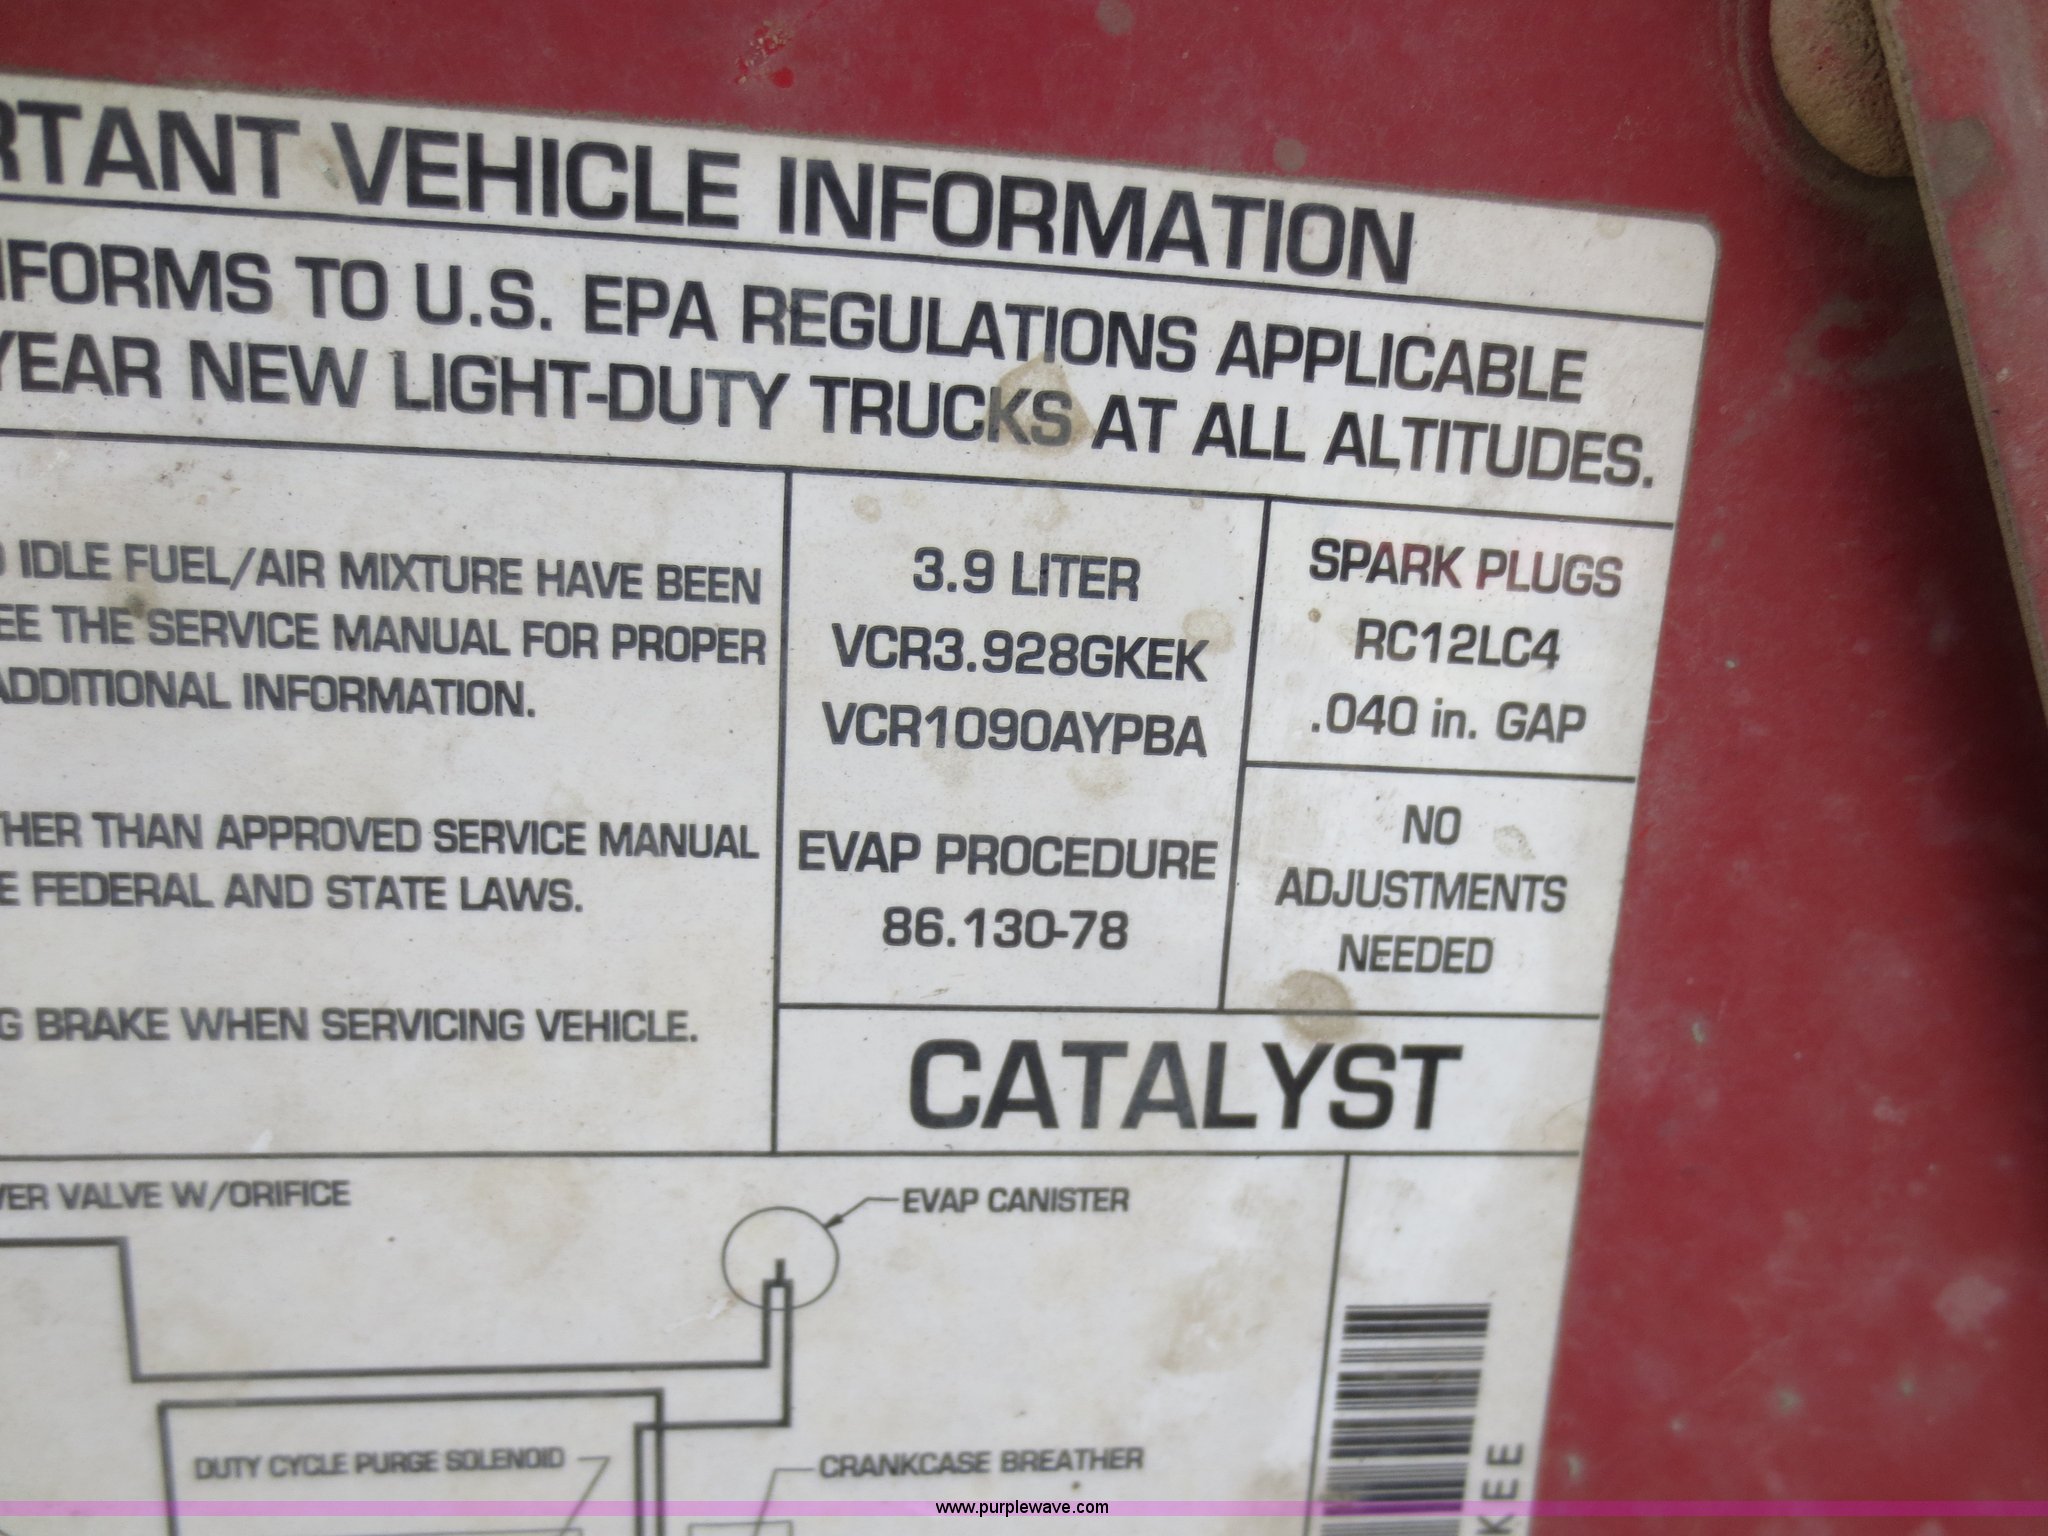 RTANT VEHICLE INFORMATION
FORMS TO U.S. EPA REGULATIONS APPLICABLE
YEAR NEW LIGHT-DUTY TRUCKS AT ALL ALTITUDES.
IDLE FUEL/AIR MIXTURE HAVE BEEN
EE THE SERVICE MANUAL FOR PROPER
ADDITIONAL INFORMATION.
THER THAN APPROVED SERVICE MANUAL
E FEDERAL AND STATE LAWS.
G BRAKE WHEN SERVICING VEHICLE.
3.9 LITER
VCR3.928GKEK
VCR1090AYPBA
EVAP PROCEDURE
86.130-78
SPARK PLUGS
RC12LC4
.040 in. GAP
NO
ADJUSTMENTS
NEEDED
CATALYST
VER VALVE W/ORIFICE
EVAP CANISTER
DUTY CYCLE PURGE SOLENOID
CRANKCASE BREATHER
KEE
www.purplewave.com